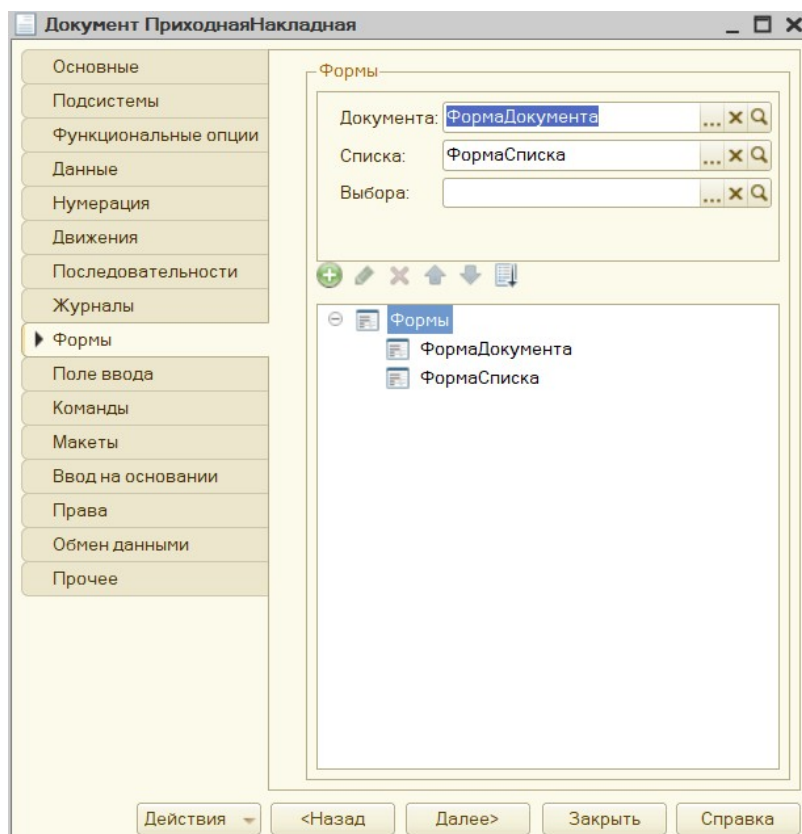 Документ ПриходнаяНакладная
Основные
Подсистемы
Функциональные опции
Данные
Нумерация
Движения
Последовательности
Журналы
Формы
Поле ввода
Команды
Макеты
Ввод на основании
Права
Обмен данными
Прочее
Формы
Документа: ФормаДокумента ...
Списка: ФормаСписка ...
Выбора: ...
Формы
ФормаДокумента
ФормаСписка
Действия <Назад Далее> Закрыть Справка